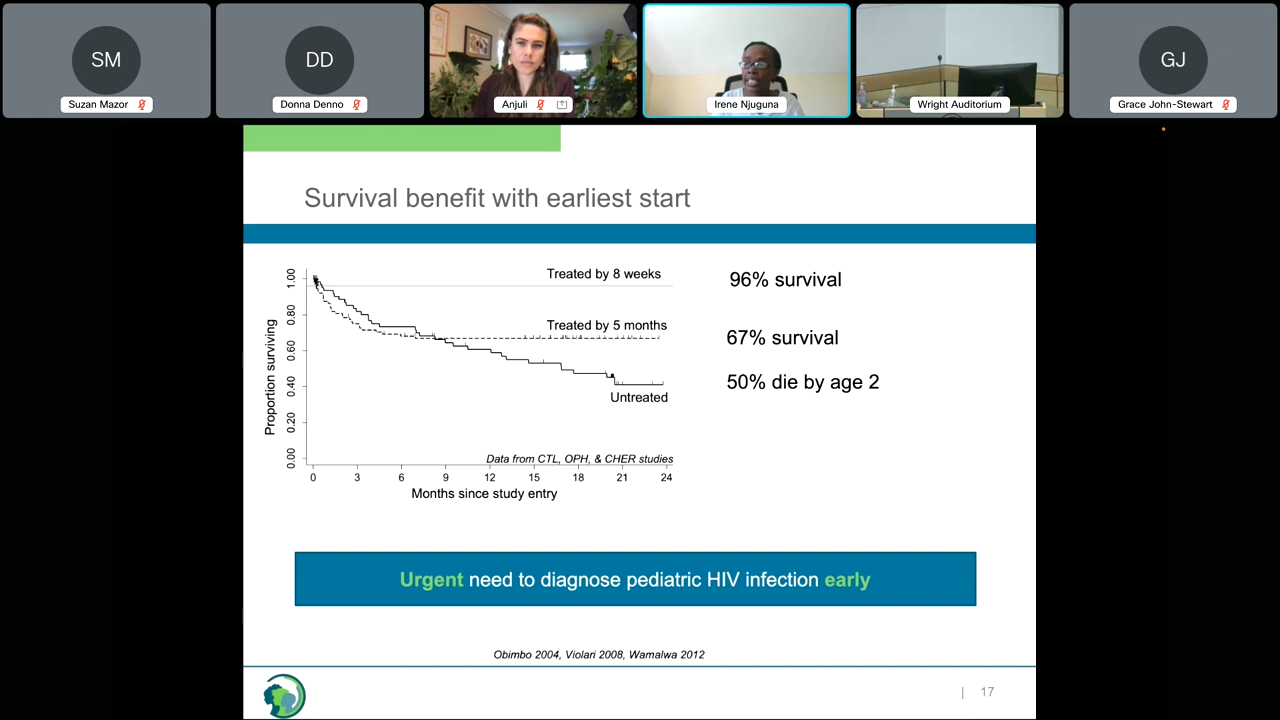 SM
DD
GJ
Suzan Mazor
Donna Denno
Anjuli
Irene Njuguna
Wright Auditorium
Grace John-Stewart
Survival benefit with earliest start
Proportion surviving
1.00
0.80
0.60
0.40
0.20
0.00
Treated by 8 weeks
Treated by 5 months
Untreated
Data from CTL, OPH, & CHER studies
0 3 6 9 12 15 18 21 24
Months since study entry
96% survival
67% survival
50% die by age 2
Urgent need to diagnose pediatric HIV infection early
Obimbo 2004, Violari 2008, Wamalwa 2012
| 17